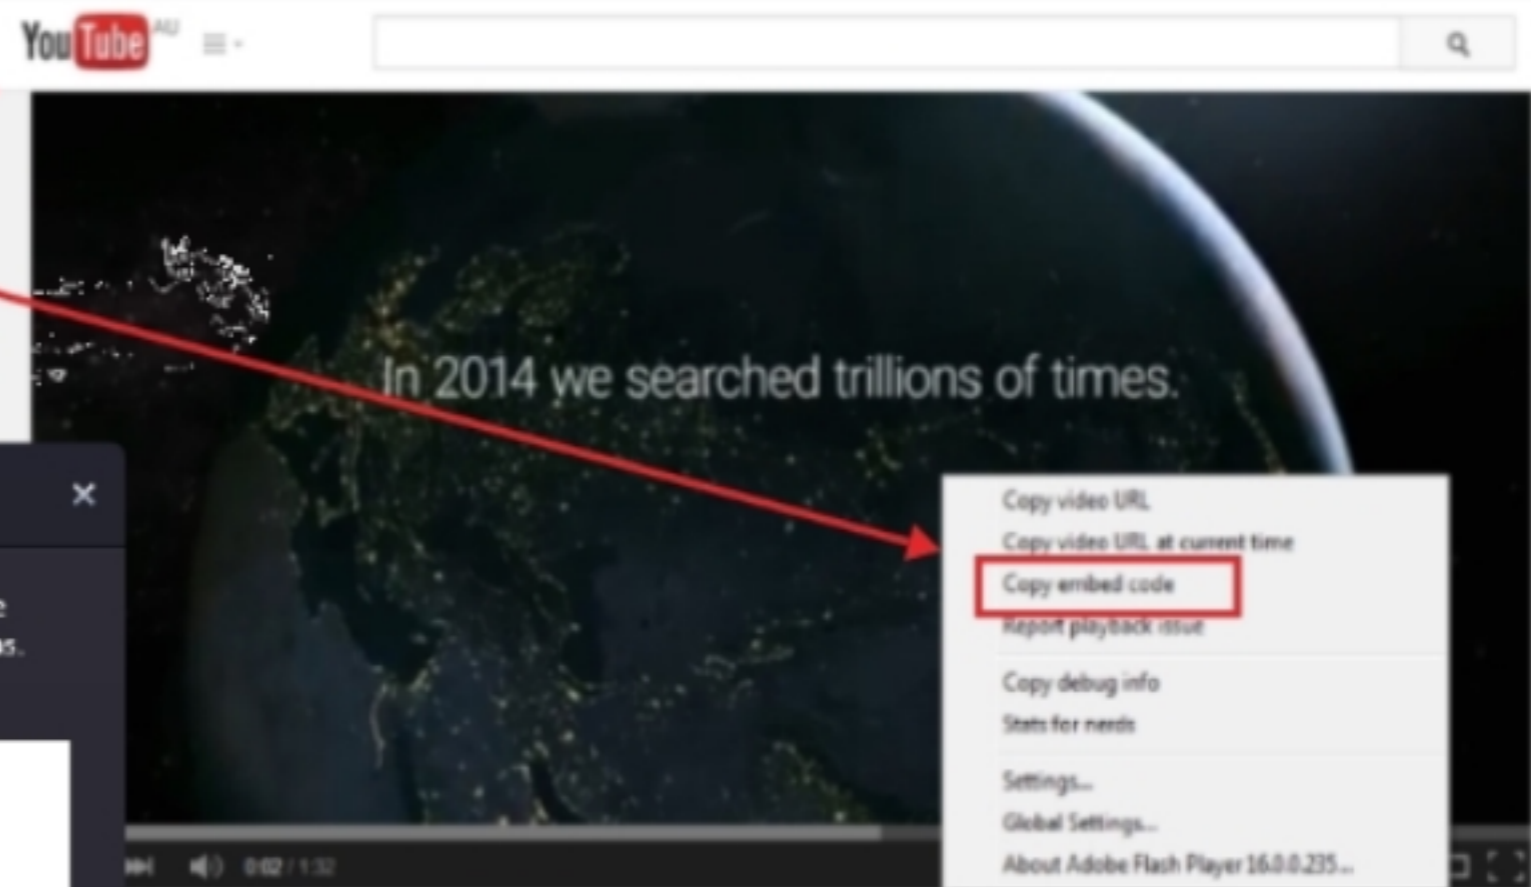 YouTube AU
In 2014 we searched trillions of times.
Copy video URL
Copy video URL at current time
Copy embed code
Report playback issue
Copy debug info
Stats for nerds
Settings...
Global Settings...
About Adobe Flash Player 16.0.0.235...
0:02 / 1:32